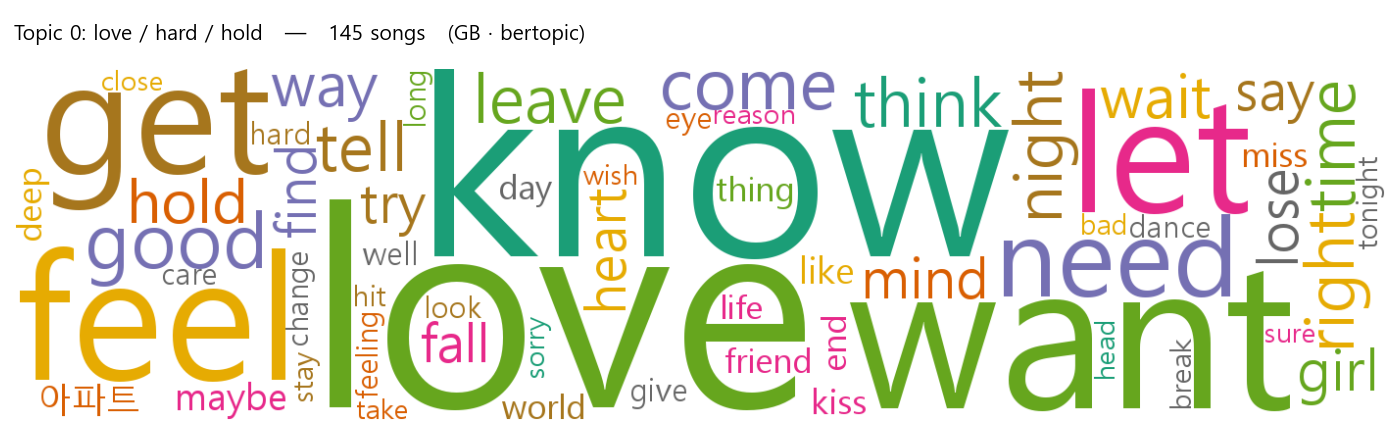 Topic 0: love / hard / hold — 145 songs (GB · bertopic)
close
get
way
long
leave
come
think
night
let
wait
say
time
hard
tell
find
know
eye
reason
miss
tonight
deep
hold
try
day
wish
thing
lose
good
well
heart
bad
dance
right
care
feel
change
love
like
mind
need
want
hit
look
life
feeling
fall
sorry
friend
end
head
break
sure
girl
아파트
maybe
stay
take
world
give
kiss